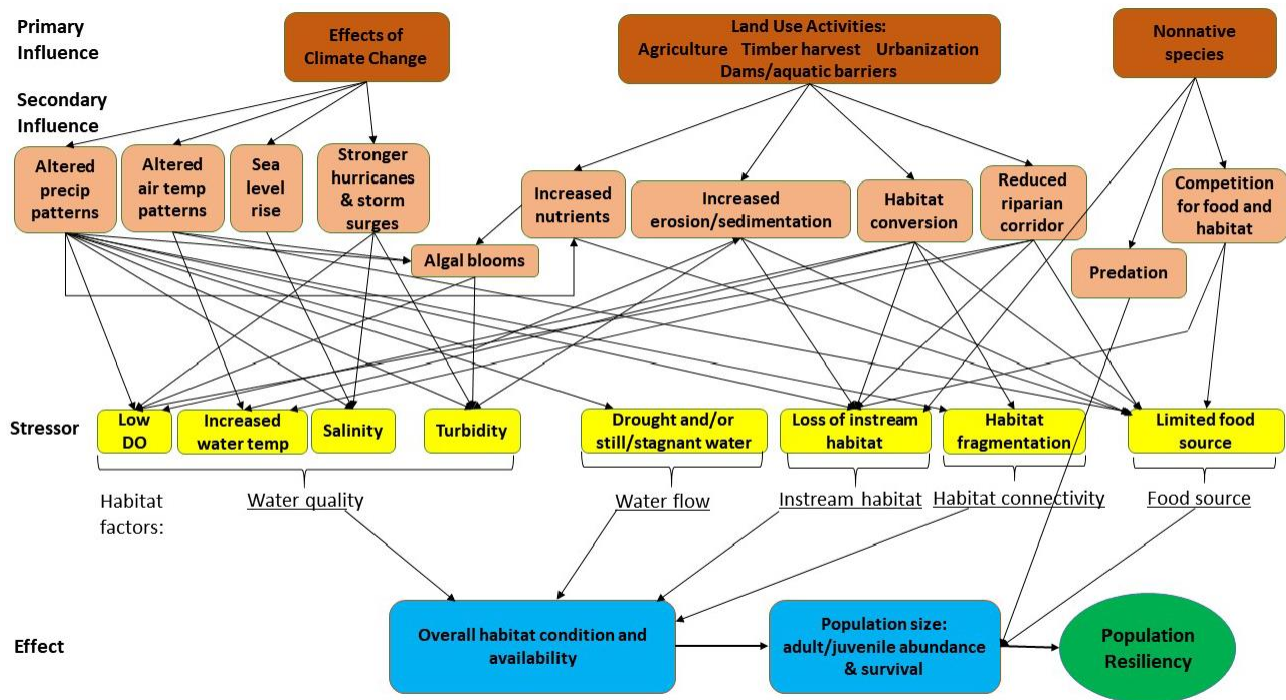 Primary
Influence
Effects of
Climate Change
Land Use Activities:
Agriculture Timber harvest Urbanization
Dams/aquatic barriers
Nonnative
species
Secondary
Influence
Altered
precip
patterns
Altered
air temp
patterns
Sea
level
rise
Stronger
hurricanes
& storm
surges
Increased
nutrients
Increased
erosion/sedimentation
Habitat
conversion
Reduced
riparian
corridor
Competition
for food and
habitat
Algal blooms
Predation
Stressor
Low
DO
Increased
water temp
Salinity
Turbidity
Drought and/or
still/stagnant water
Loss of instream
habitat
Habitat
fragmentation
Limited food
source
Habitat
factors:
Water quality
Water flow
Instream habitat
Habitat connectivity
Food source
Effect
Overall habitat condition and
availability
Population size:
adult/juvenile abundance
& survival
Population
Resiliency